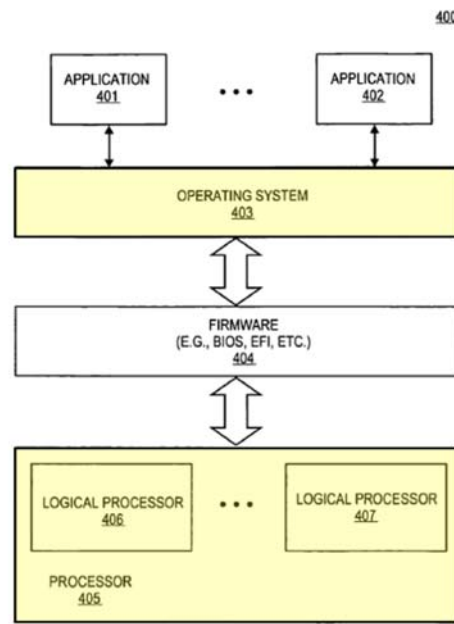 400
APPLICATION
401
• • •
APPLICATION
402
OPERATING SYSTEM
403
FIRMWARE
(E.G., BIOS, EFI, ETC.)
404
LOGICAL PROCESSOR
406
• • •
LOGICAL PROCESSOR
407
PROCESSOR
405